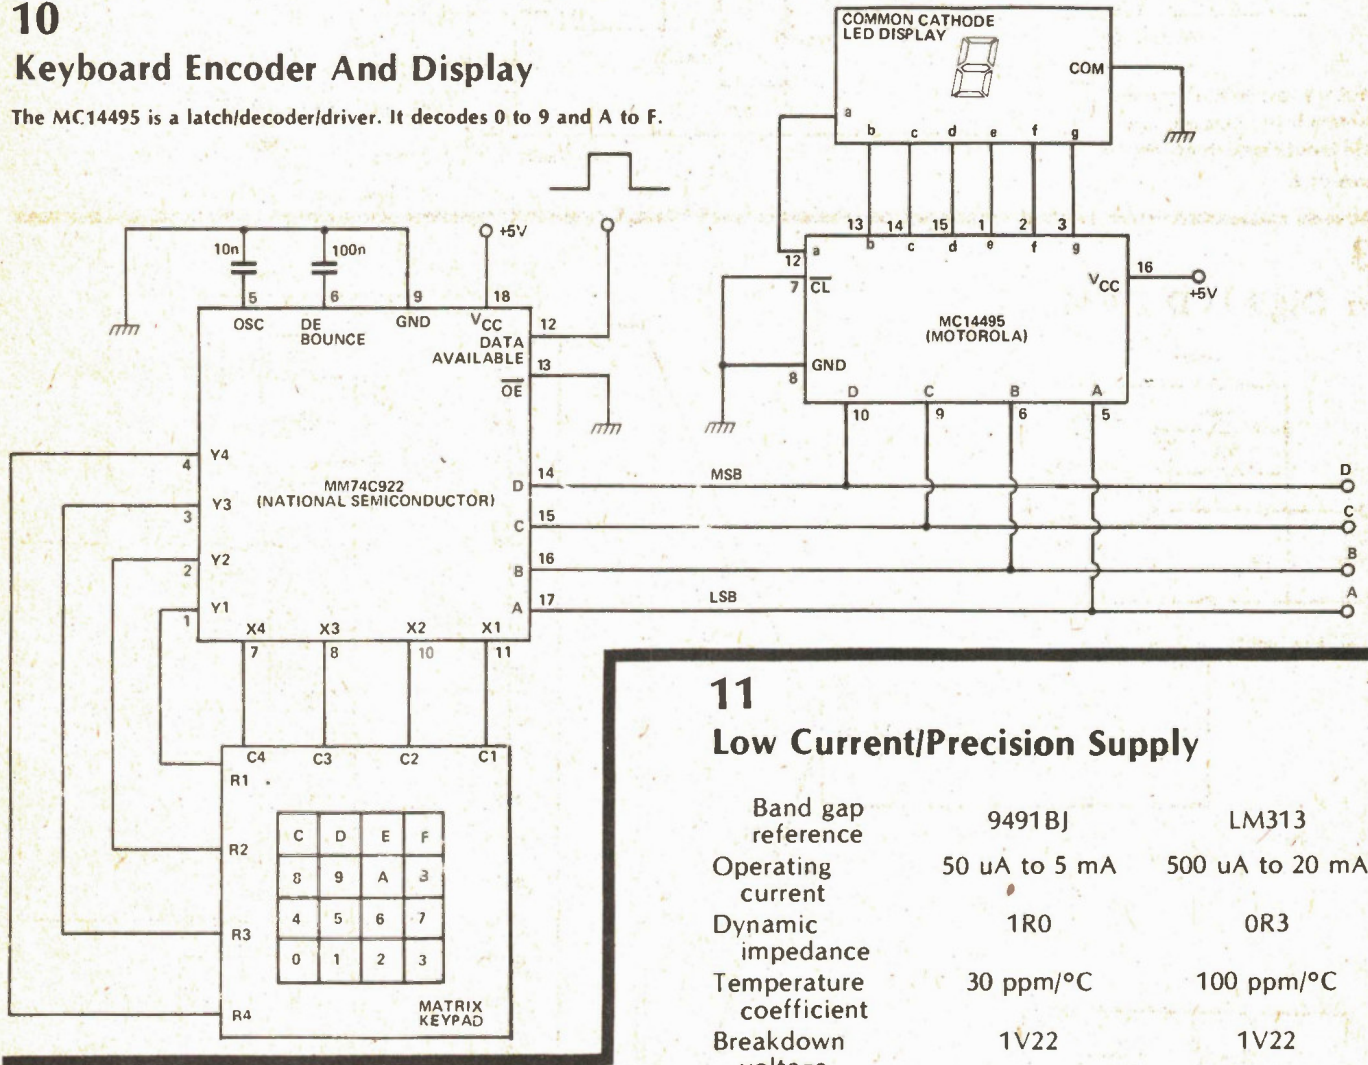 10
Keyboard Encoder And Display
The MC14495 is a latch/decoder/driver. It decodes 0 to 9 and A to F.
COMMON CATHODE
LED DISPLAY
COM
a
b c d e f g
13 14 15 1 2 3
12 a b c d e f g
7 CL
VCC 16
+5V
MC14495
(MOTOROLA)
GND
8
D C B A
10 9 6 5
10n
100n
+5V
5 6 9 18
OSC
DE
BOUNCE
GND
VCC
12
DATA
AVAILABLE
13
OE
Y4
4
Y3
3
Y2
2
Y1
1
MM74C922
(NATIONAL SEMICONDUCTOR)
D 14 MSB D
C 15 C
B 16 B
A 17 LSB A
X4 X3 X2 X1
7 8 10 11
C4 C3 C2 C1
R1
R2
R3
R4
C D E F
8 9 A 3
4 5 6 7
0 1 2 3
MATRIX
KEYPAD
11
Low Current/Precision Supply
Band gap
reference
9491BJ LM313
Operating
current
50 uA to 5 mA 500 uA to 20 mA
Dynamic
impedance
1R0 0R3
Temperature
coefficient
30 ppm/°C 100 ppm/°C
Breakdown
voltage
1V22 1V22